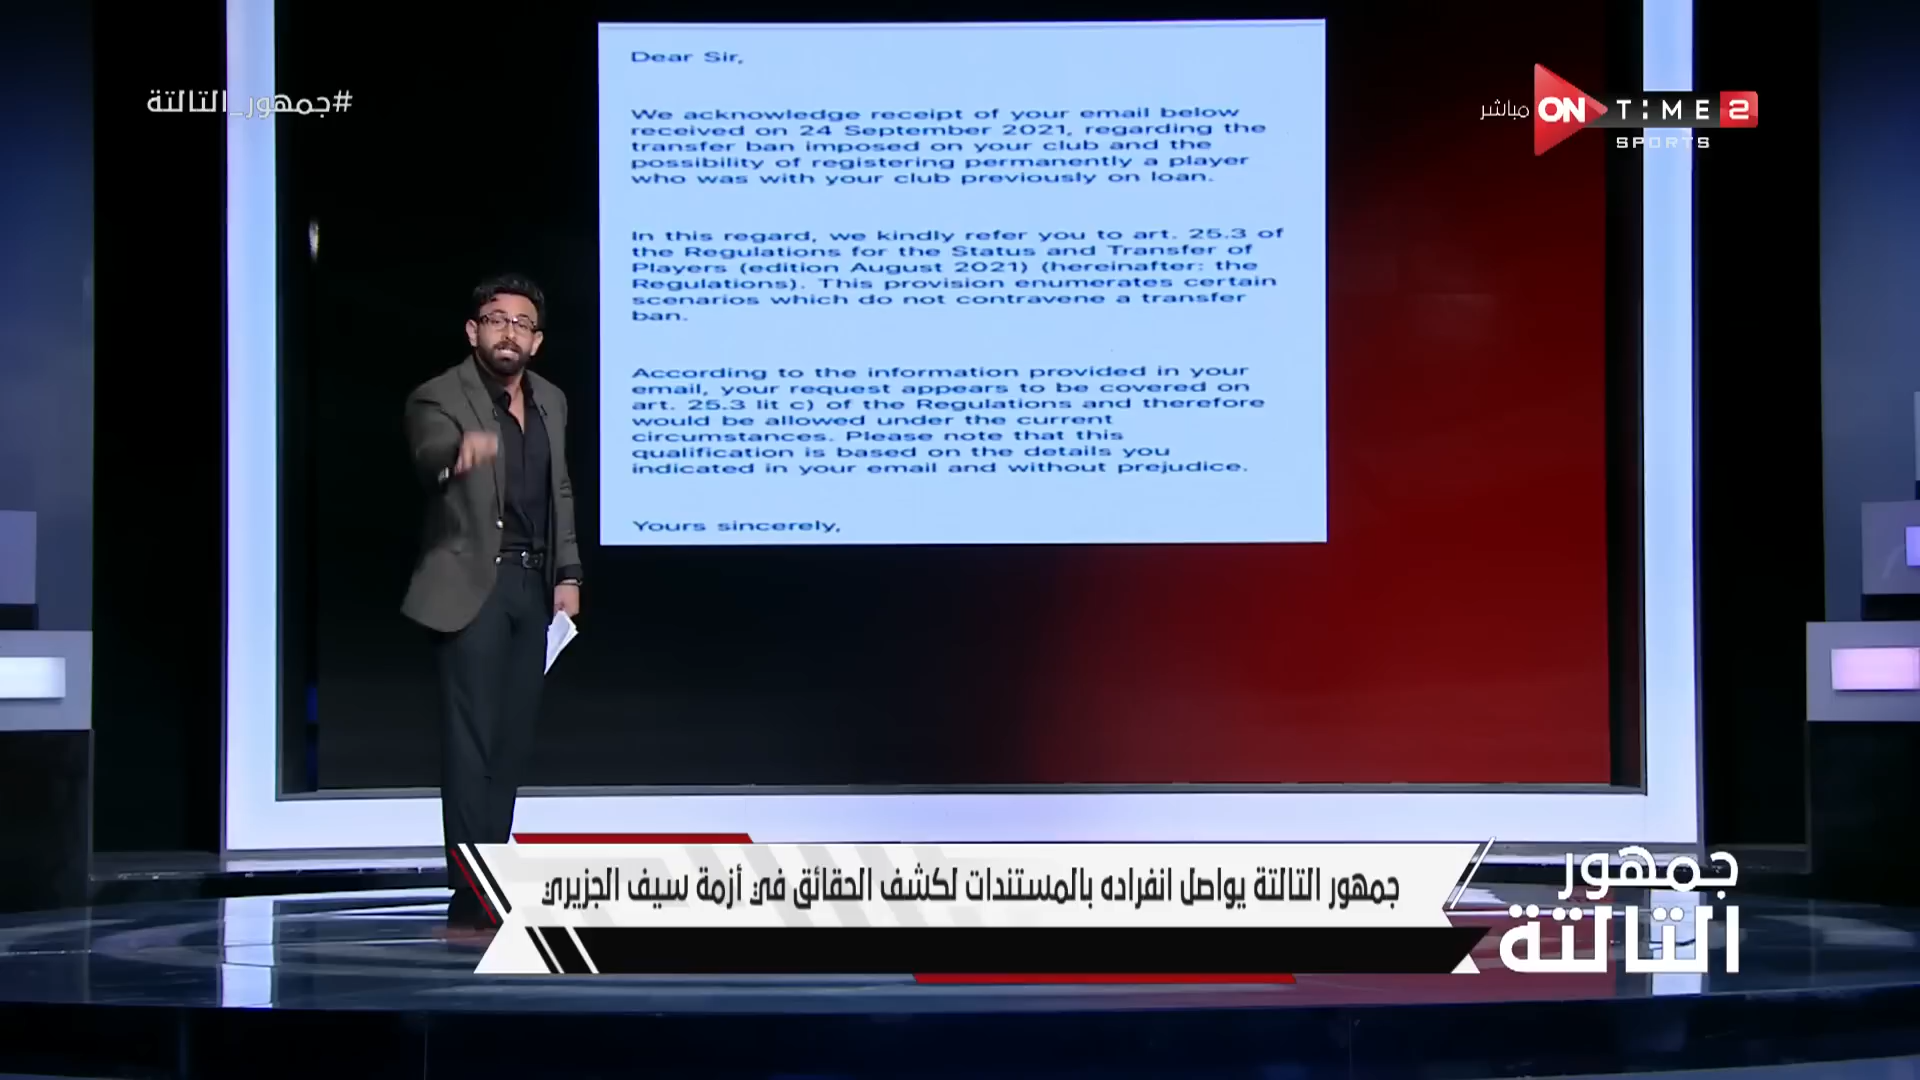 #جمهور_التالتة
مباشر
ON TIME 2
SPORTS
Dear Sir,
We acknowledge receipt of your email below
received on 24 September 2021, regarding the
transfer ban imposed on your club and the
possibility of registering permanently a player
who was with your club previously on loan.
In this regard, we kindly refer you to art. 25.3 of
the Regulations for the Status and Transfer of
Players (edition August 2021) (hereinafter: the
Regulations). This provision enumerates certain
scenarios which do not contravene a transfer
ban.
According to the information provided in your
email, your request appears to be covered on
art. 25.3 lit c) of the Regulations and therefore
would be allowed under the current
circumstances. Please note that this
qualification is based on the details you
indicated in your email and without prejudice.
Yours sincerely,
جمهور التالتة يواصل انفراده بالمستندات لكشف الحقائق في أزمة سيف الجزيري
جمهور
التالتة